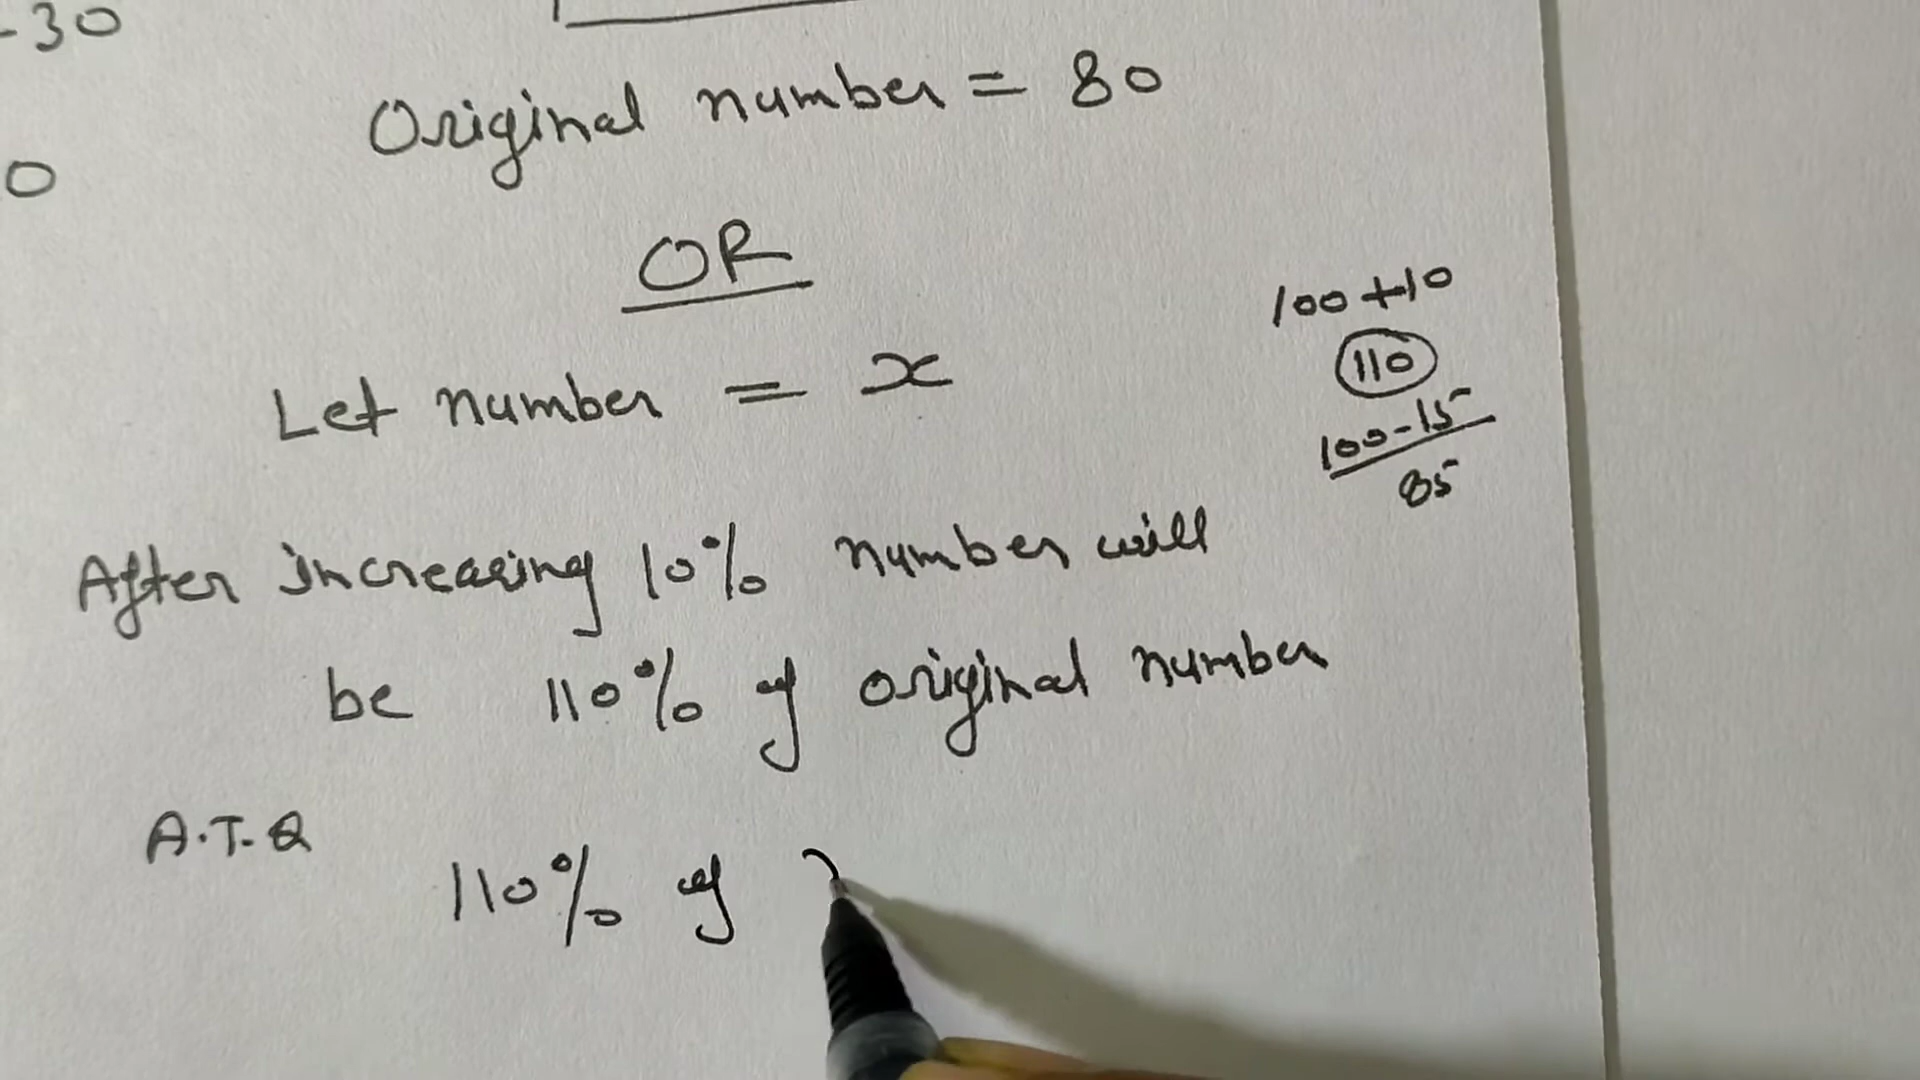 -30
Original number = 80
0
OR
100 +10
110
Let number = x
100-15
85
After increasing 10% number will
be 110% of original number
A.T.Q
110% of